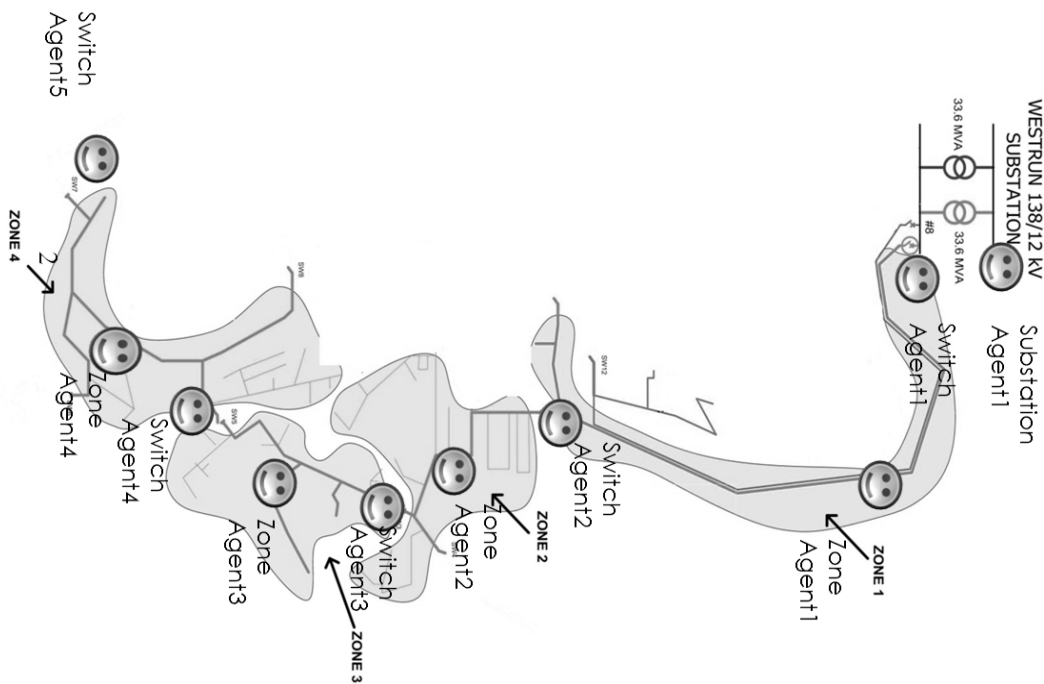 WESTRUN 138/12 kV
SUBSTATION
33.6 MVA
33.6 MVA
#8
Substation
Agent1
Switch
Agent1
ZONE 1
Zone
Agent1
SW12
Switch
Agent2
ZONE 2
Zone
Agent2
Switch
Agent3
ZONE 3
Zone
Agent3
SW5
SW8
Switch
Agent4
Zone
Agent4
2
ZONE 4
SW7
Switch
Agent5